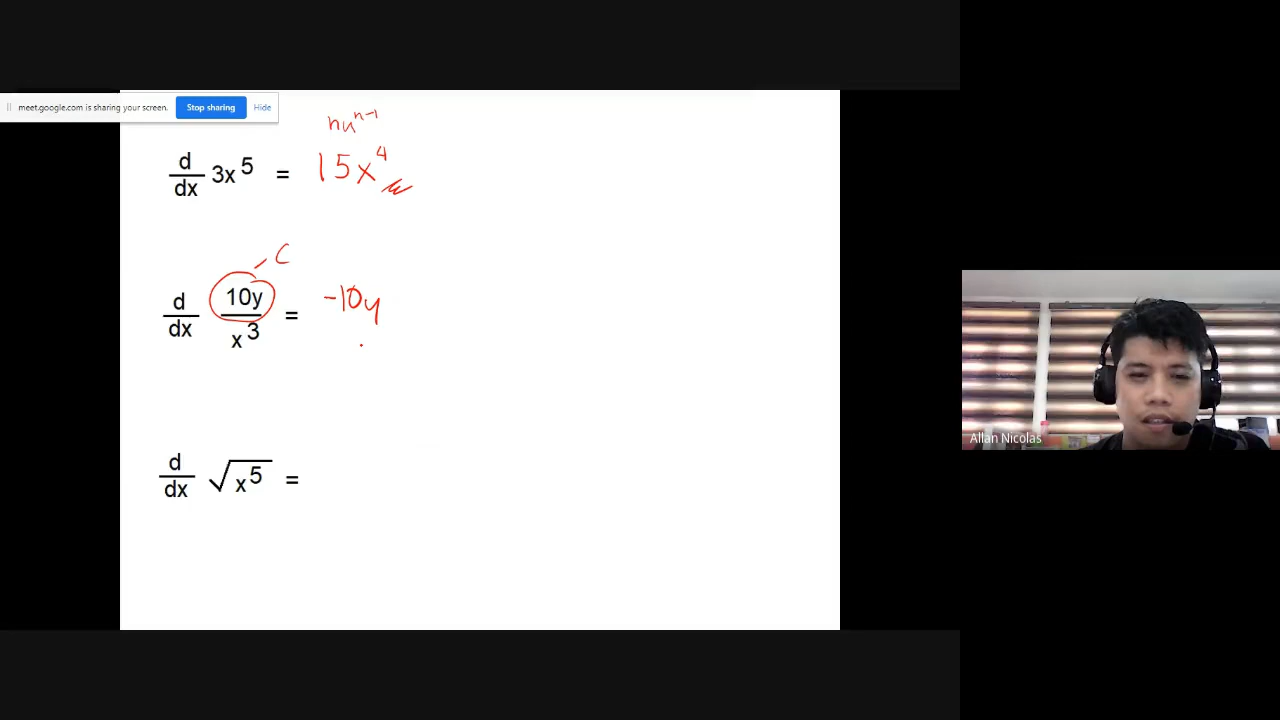 meet.google.com is sharing your screen. Stop sharing Hide
nu^{n-1}
d/dx 3x^5 = 15x^4
C
d/dx 10y/x^3 = -10y
d/dx √x^5 =
Allan Nicolas